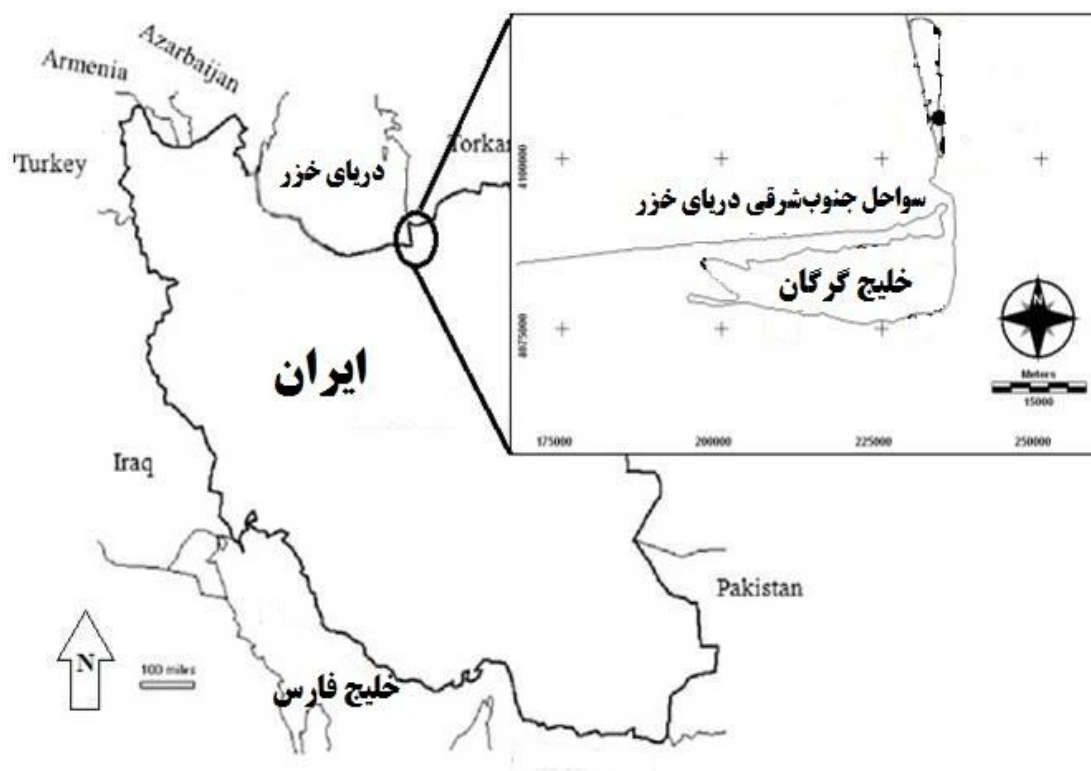 Azarbaijan
Armenia
'Turkey
دریای خزر
Torkar
ایران
Iraq
Pakistan
خلیج فارس
N
100 miles
سواحل جنوب‌شرقی دریای خزر
خلیج گرگان
4100000
4075000
N
Meters
15000
175000
200000
225000
250000